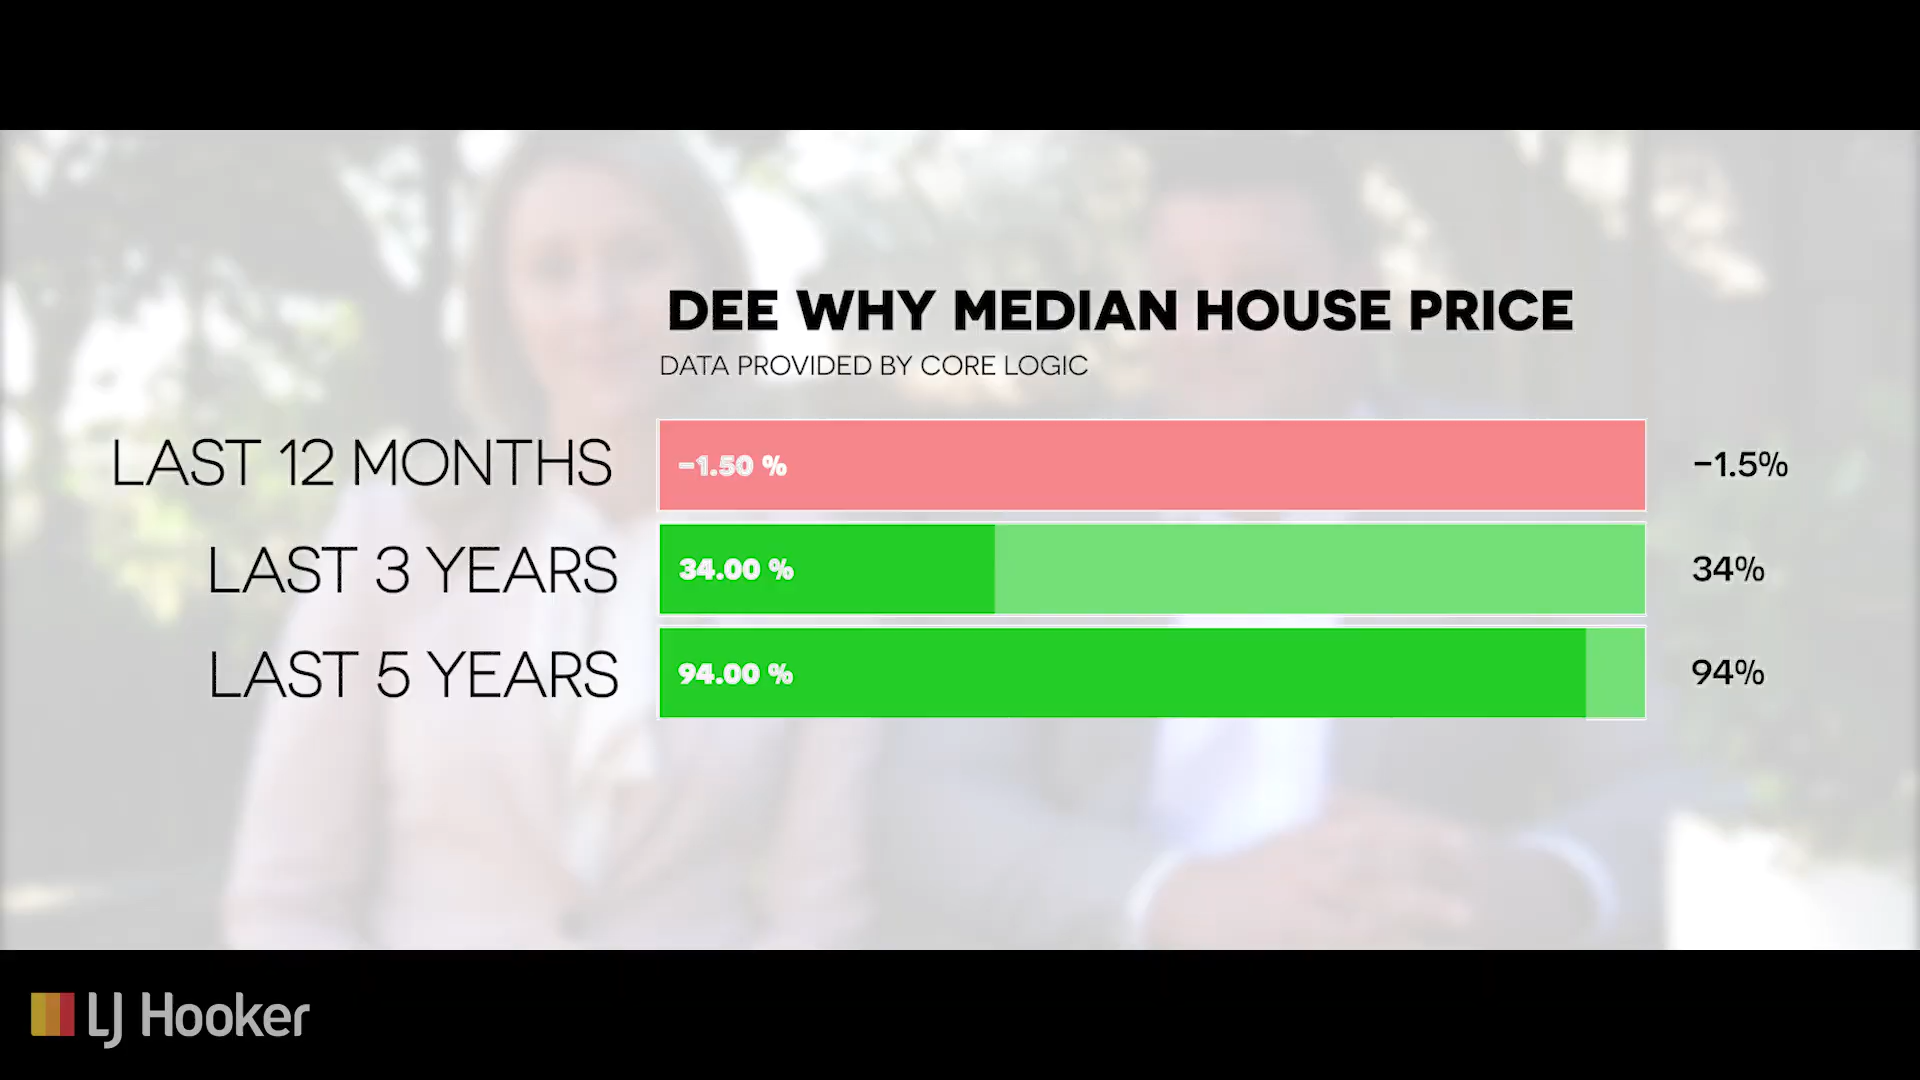 DEE WHY MEDIAN HOUSE PRICE
DATA PROVIDED BY CORE LOGIC
LAST 12 MONTHS -1.50 % -1.5%
LAST 3 YEARS 34.00 % 34%
LAST 5 YEARS 94.00 % 94%
LJ Hooker